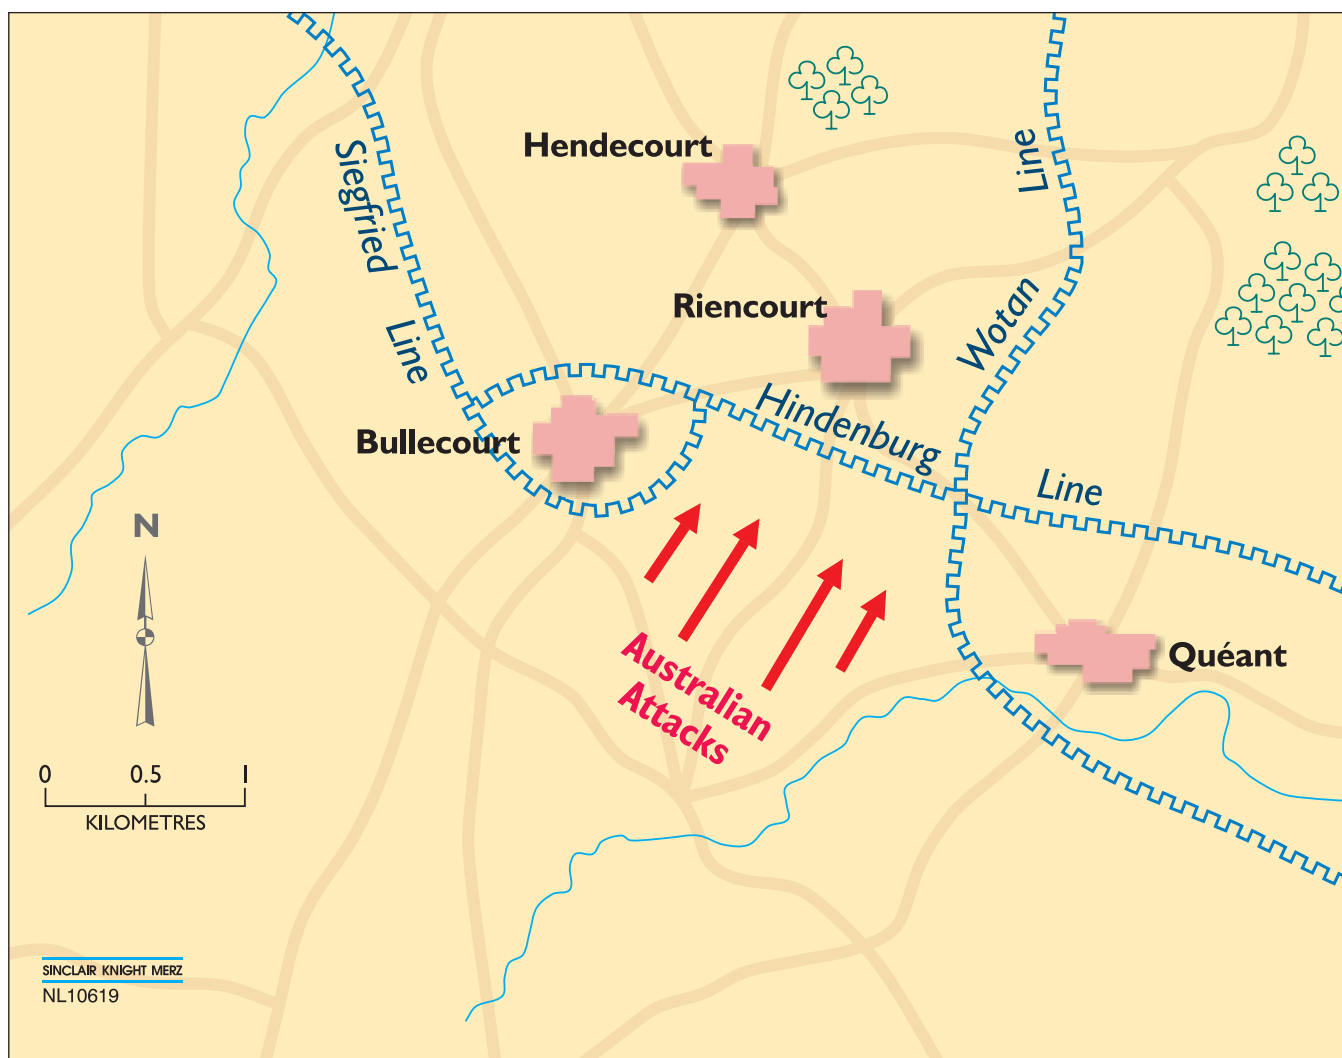 Hendecourt
Siegfried
Line
Line
Wotan
Riencourt
Hindenburg
Line
Bullecourt
N
Quéant
Australian
Attacks
0 0.5 1
KILOMETRES
SINCLAIR KNIGHT MERZ
NL10619